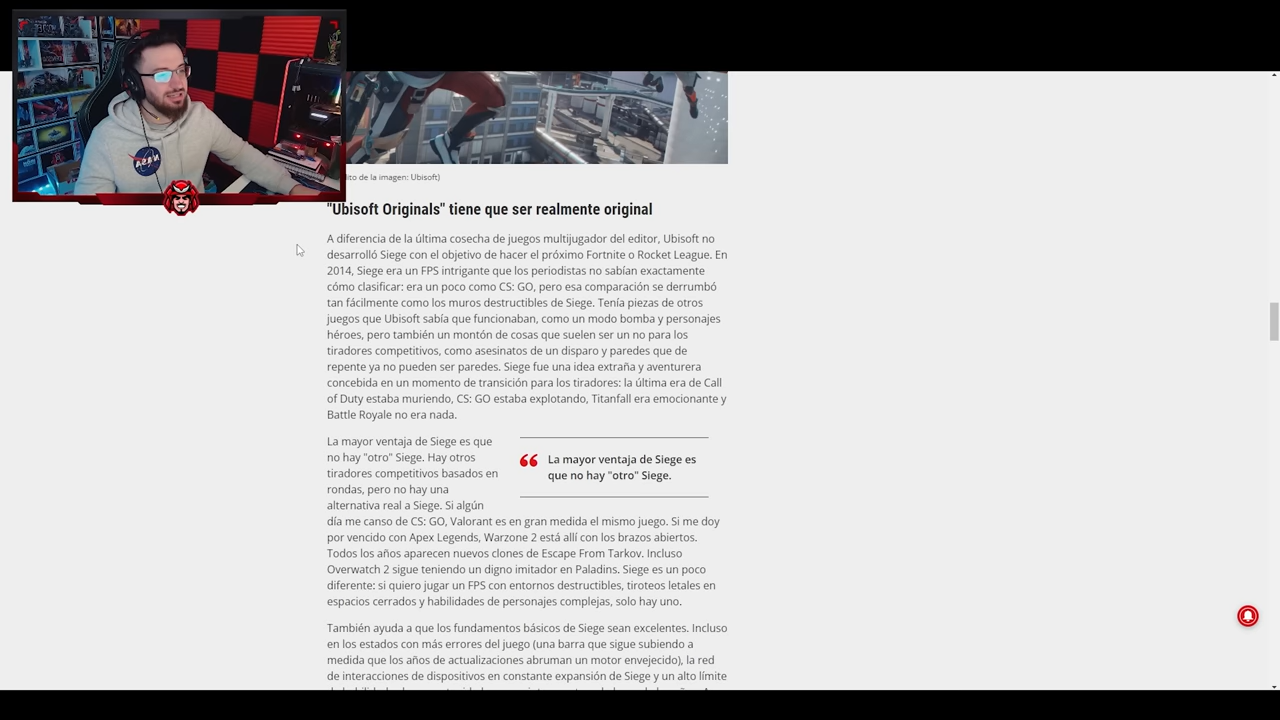 NASA
dito de la imagen: Ubisoft)
"Ubisoft Originals" tiene que ser realmente original
A diferencia de la última cosecha de juegos multijugador del editor, Ubisoft no
desarrolló Siege con el objetivo de hacer el próximo Fortnite o Rocket League. En
2014, Siege era un FPS intrigante que los periodistas no sabían exactamente
cómo clasificar: era un poco como CS: GO, pero esa comparación se derrumbó
tan fácilmente como los muros destructibles de Siege. Tenía piezas de otros
juegos que Ubisoft sabía que funcionaban, como un modo bomba y personajes
héroes, pero también un montón de cosas que suelen ser un no para los
tiradores competitivos, como asesinatos de un disparo y paredes que de
repente ya no pueden ser paredes. Siege fue una idea extraña y aventurera
concebida en un momento de transición para los tiradores: la última era de Call
of Duty estaba muriendo, CS: GO estaba explotando, Titanfall era emocionante y
Battle Royale no era nada.
La mayor ventaja de Siege es que
no hay "otro" Siege. Hay otros
tiradores competitivos basados en
rondas, pero no hay una
alternativa real a Siege. Si algún
día me canso de CS: GO, Valorant es en gran medida el mismo juego. Si me doy
por vencido con Apex Legends, Warzone 2 está allí con los brazos abiertos.
Todos los años aparecen nuevos clones de Escape From Tarkov. Incluso
Overwatch 2 sigue teniendo un digno imitador en Paladins. Siege es un poco
diferente: si quiero jugar un FPS con entornos destructibles, tiroteos letales en
espacios cerrados y habilidades de personajes complejas, solo hay uno.
La mayor ventaja de Siege es
que no hay "otro" Siege.
También ayuda a que los fundamentos básicos de Siege sean excelentes. Incluso
en los estados con más errores del juego (una barra que sigue subiendo a
medida que los años de actualizaciones abruman un motor envejecido), la red
de interacciones de dispositivos en constante expansión de Siege y un alto límite